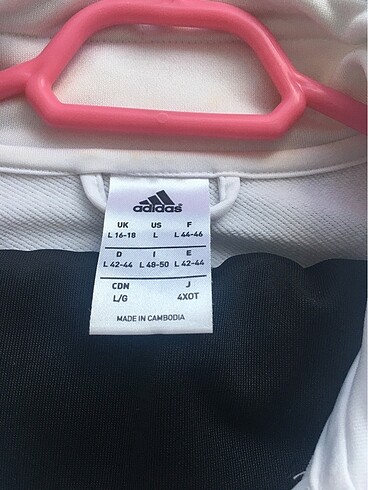 adidas
UK US F
L 16-18 L L 44-46
D I E
L 42-44 L 48-50 L 42-44
CDN J
L/G 4XOT
MADE IN CAMBODIA